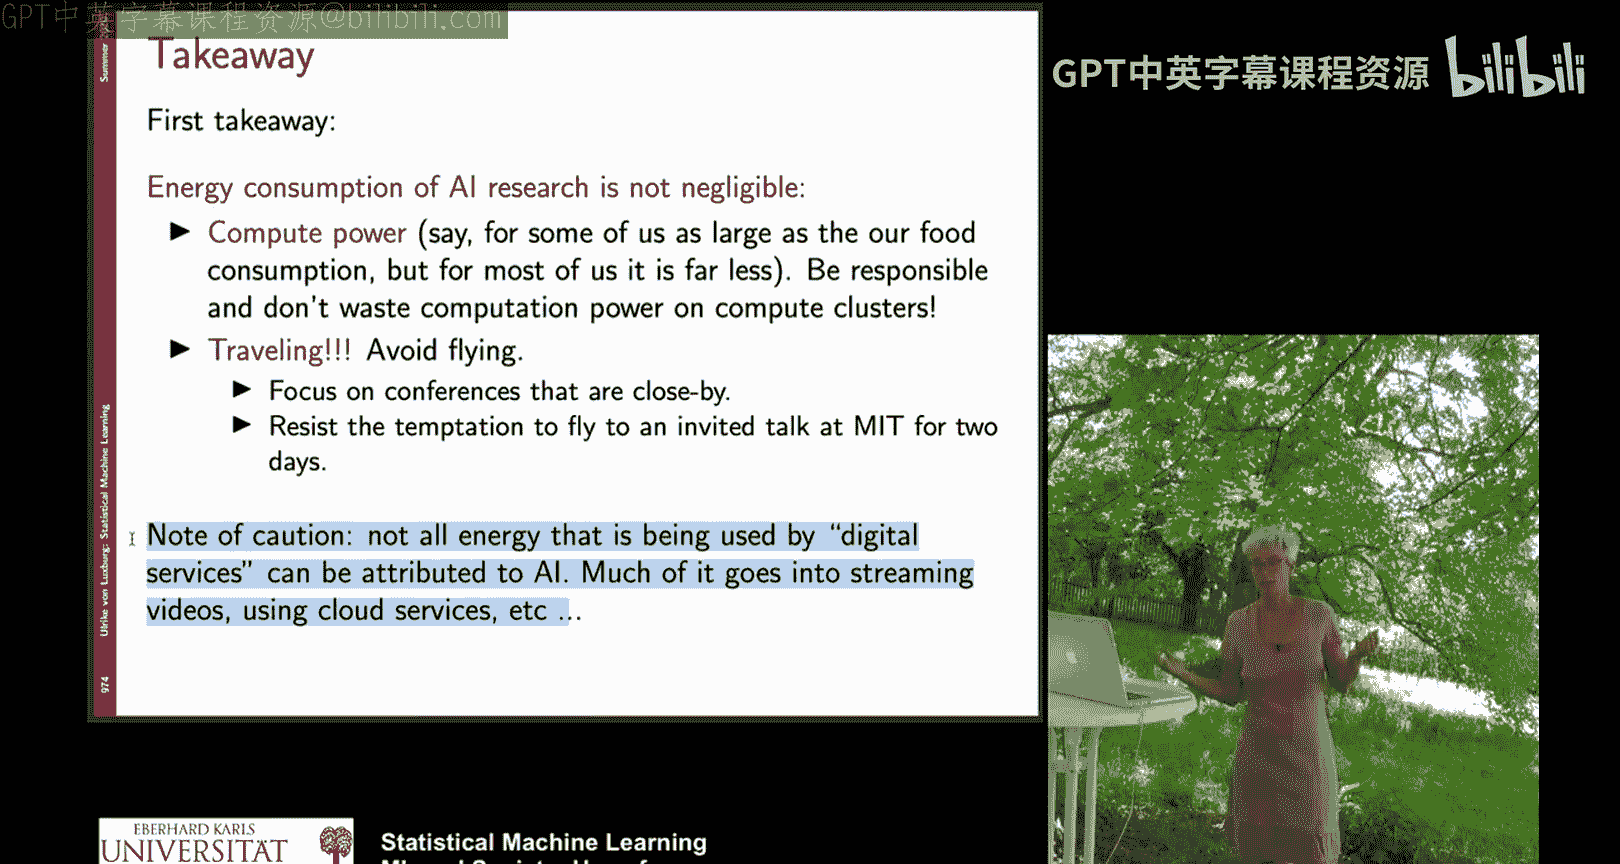 GPT中英字幕课程资源@bilibili.com
GPT中英字幕课程资源 bilibili
Takeaway
First takeaway:
Energy consumption of AI research is not negligible:
▶ Compute power (say, for some of us as large as the our food
consumption, but for most of us it is far less). Be responsible
and don't waste computation power on compute clusters!
▶ Traveling!!! Avoid flying.
▶ Focus on conferences that are close-by.
▶ Resist the temptation to fly to an invited talk at MIT for two
days.
Note of caution: not all energy that is being used by “digital
services” can be attributed to AI. Much of it goes into streaming
videos, using cloud services, etc ...
Summer
Ulrike von Luxburg: Statistical Machine Learning
974
EBERHARD KARLS
UNIVERSITÄT
Statistical Machine Learning